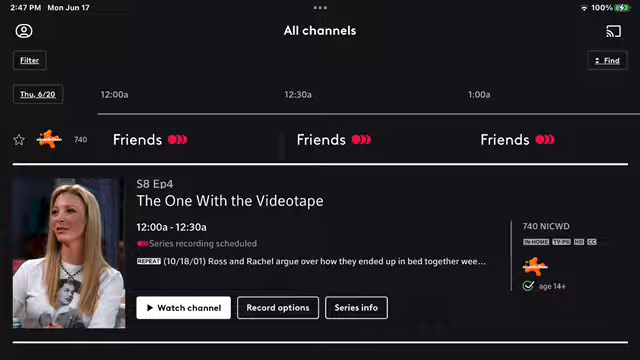 2:47 PM Mon Jun 17
100%
All channels
Filter
Find
Thu, 6/20
12:00a
12:30a
1:00a
740
Friends
Friends
Friends
S8 Ep4
The One With the Videotape
12:00a - 12:30a
Series recording scheduled
REPEAT (10/18/01) Ross and Rachel argue over how they ended up in bed together wee...
Watch channel
Record options
Series info
740 NICWD
IN-HOME TV-PG HD CC
age 14+